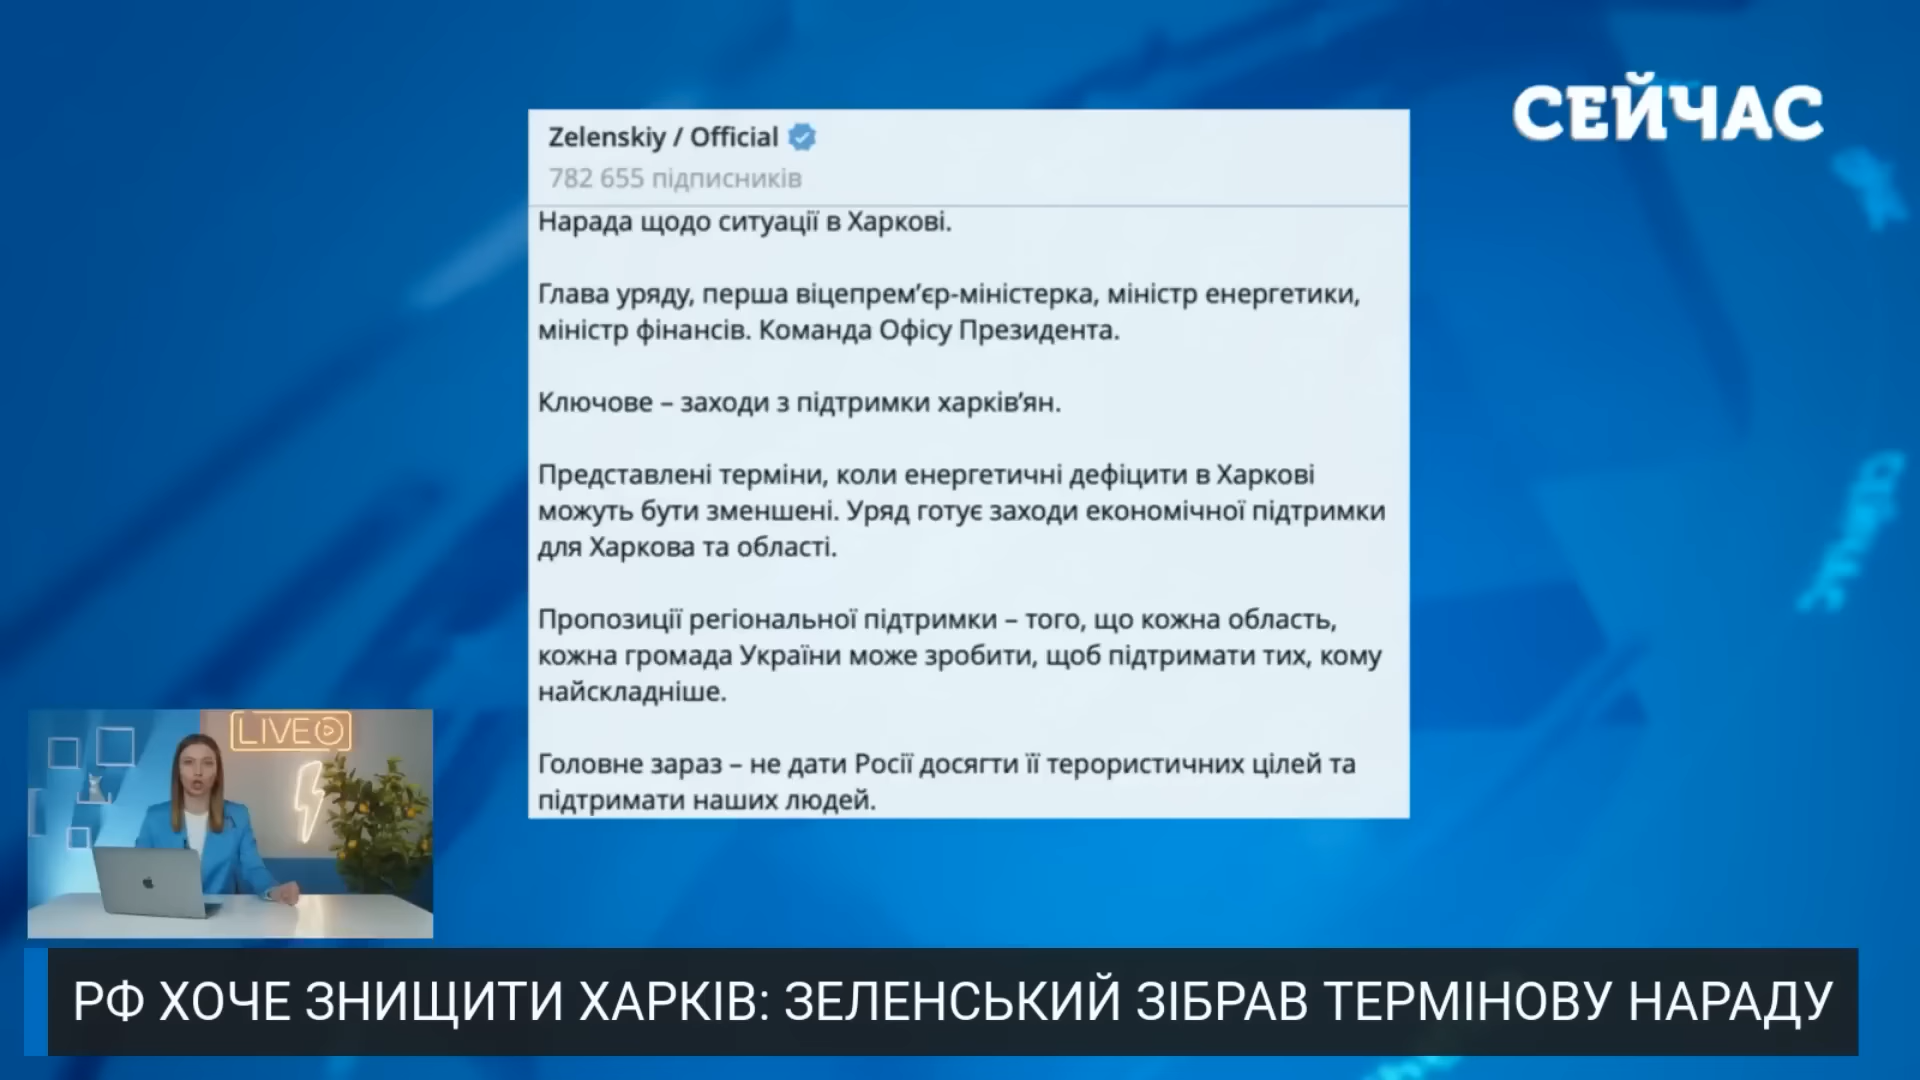 СЕЙЧАС
Zelenskiy / Official
782 655 підписників
Нарада щодо ситуації в Харкові.
Глава уряду, перша віцепрем’єр-міністерка, міністр енергетики,
міністр фінансів. Команда Офісу Президента.
Ключове – заходи з підтримки харків’ян.
Представлені терміни, коли енергетичні дефіцити в Харкові
можуть бути зменшені. Уряд готує заходи економічної підтримки
для Харкова та області.
Пропозиції регіональної підтримки – того, що кожна область,
кожна громада України може зробити, щоб підтримати тих, кому
найскладніше.
Головне зараз – не дати Росії досягти її терористичних цілей та
підтримати наших людей.
LIVE
РФ ХОЧЕ ЗНИЩИТИ ХАРКІВ: ЗЕЛЕНСЬКИЙ ЗІБРАВ ТЕРМІНОВУ НАРАДУ